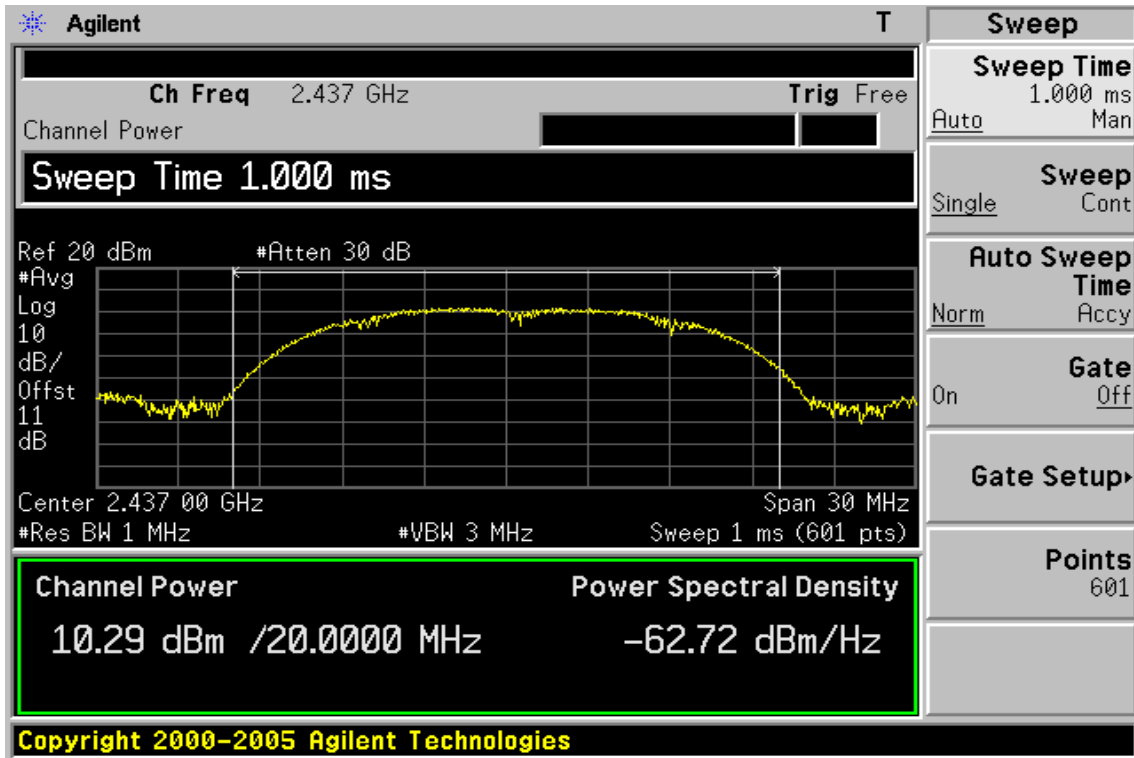 Agilent T
Ch Freq 2.437 GHz Trig Free
Channel Power
Sweep Time 1.000 ms
Ref 20 dBm #Atten 30 dB
#Avg
Log
10
dB/
Offst
11
dB
Center 2.437 00 GHz Span 30 MHz
#Res BW 1 MHz #VBW 3 MHz Sweep 1 ms (601 pts)
Channel Power Power Spectral Density
10.29 dBm /20.0000 MHz -62.72 dBm/Hz
Copyright 2000-2005 Agilent Technologies
Sweep
Sweep Time
1.000 ms
Auto Man
Sweep
Single Cont
Auto Sweep
Time
Norm Accy
Gate
On Off
Gate Setup▸
Points
601